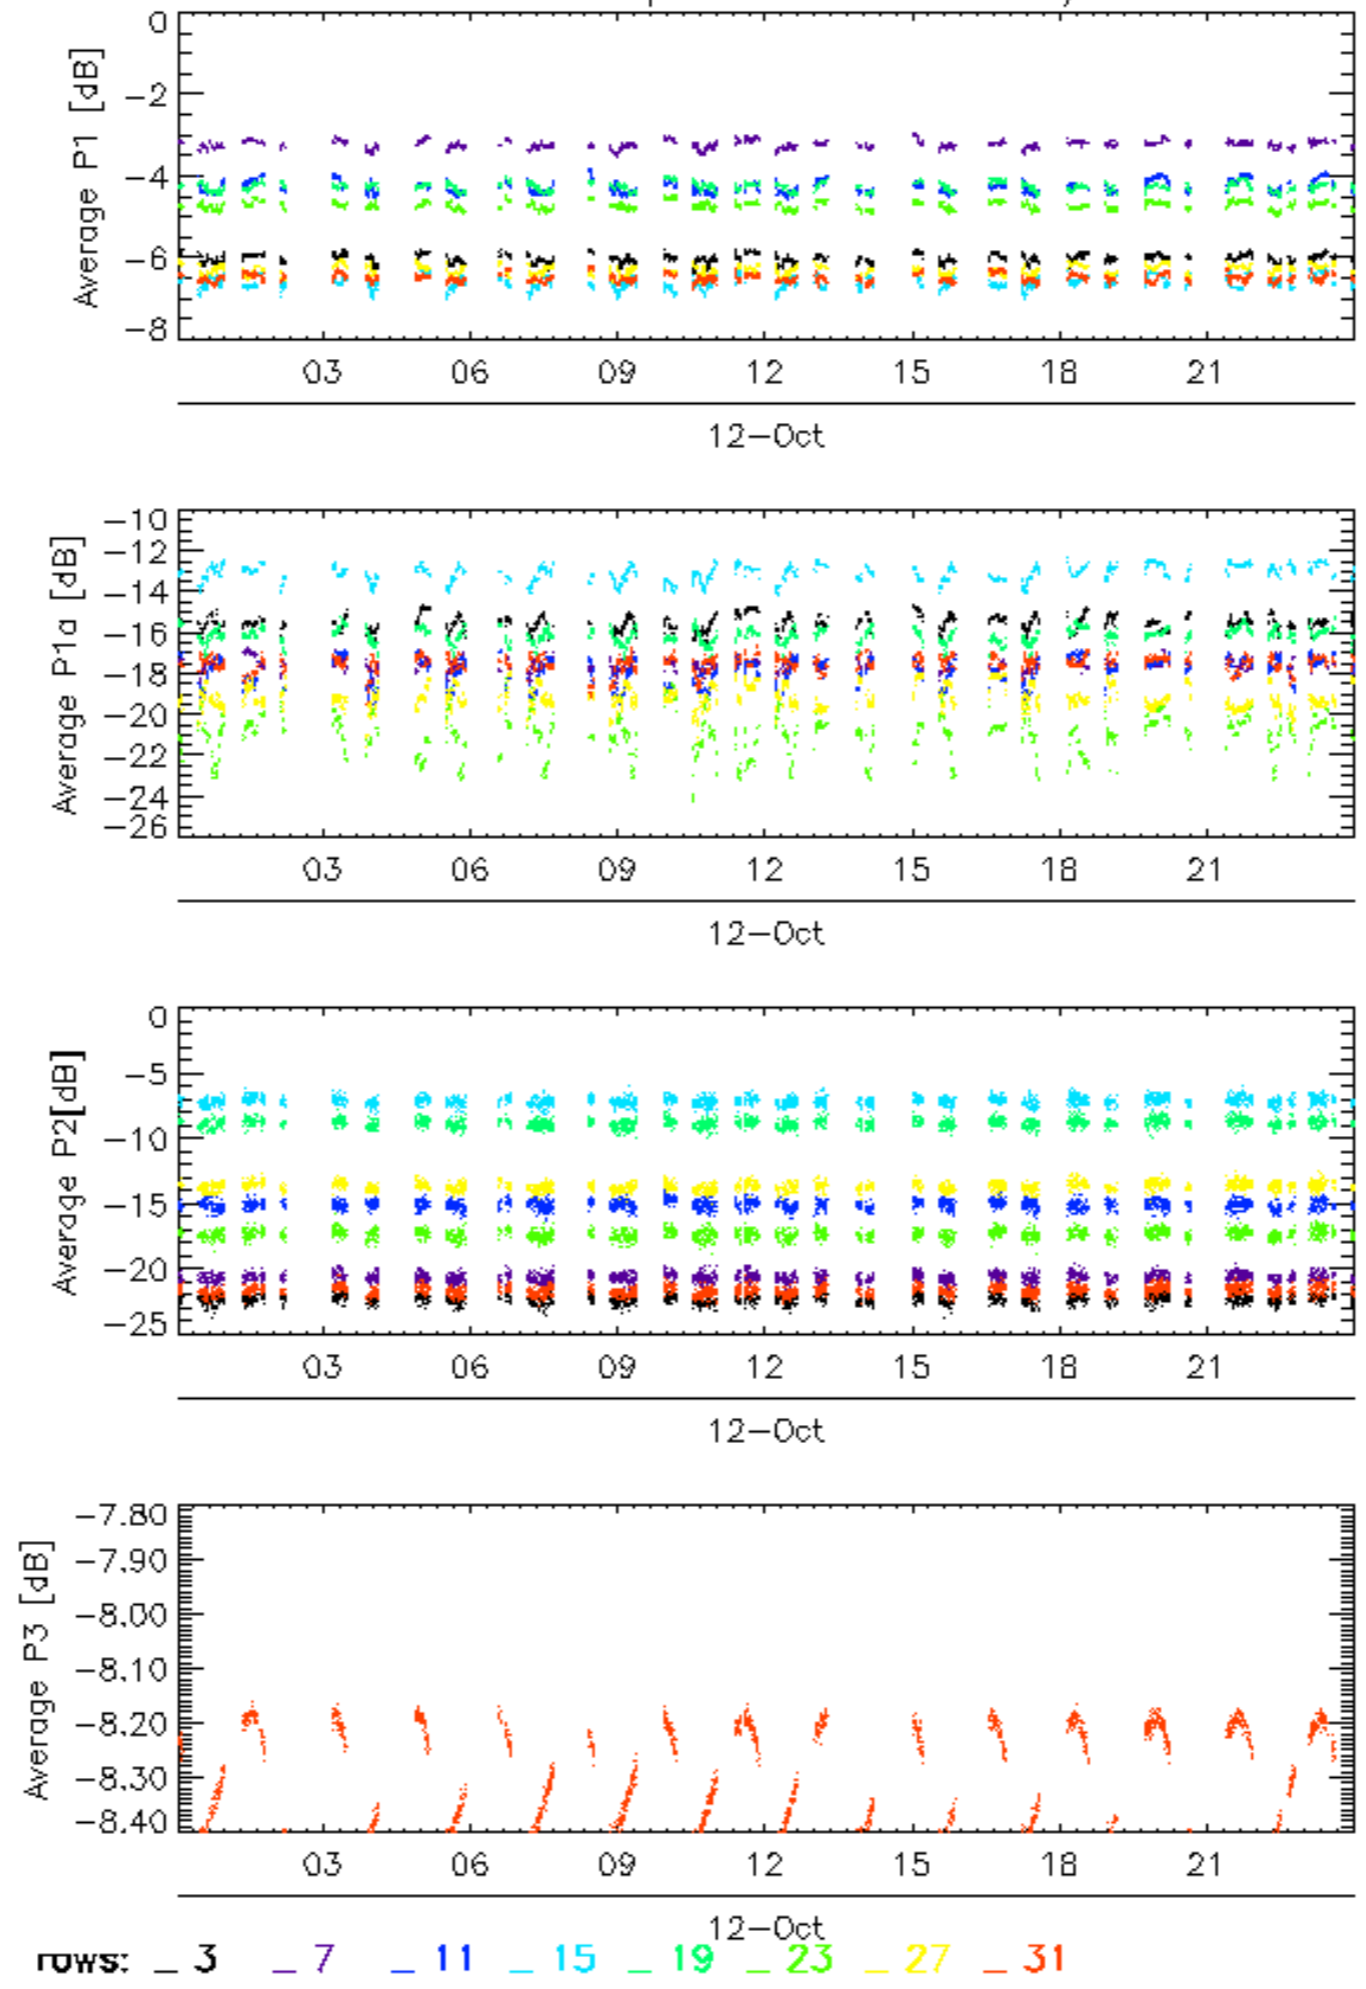 Average P1 [dB]
0
-2
-4
-6
-8
03 06 09 12 15 18 21
12-Oct
Average P1a [dB]
-10
-12
-14
-16
-18
-20
-22
-24
-26
03 06 09 12 15 18 21
12-Oct
Average P2[dB]
0
-5
-10
-15
-20
-25
03 06 09 12 15 18 21
12-Oct
Average P3 [dB]
-7.80
-7.90
-8.00
-8.10
-8.20
-8.30
-8.40
03 06 09 12 15 18 21
12-Oct
rows: _ 3 _ 7 _ 11 _ 15 _ 19 _ 23 _ 27 _ 31